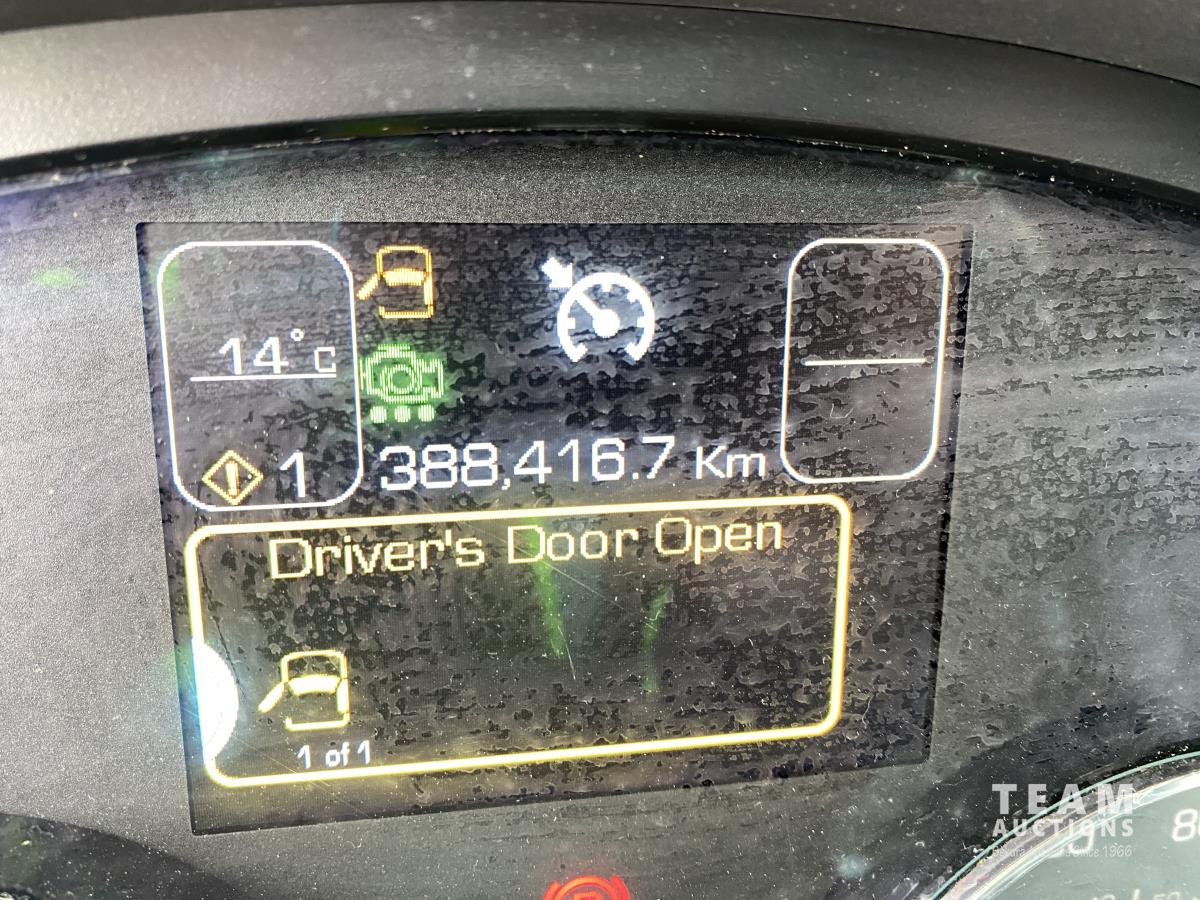 14°C
1
388,416.7 Km
Driver's Door Open
1 of 1
TEAM
AUCTIONS